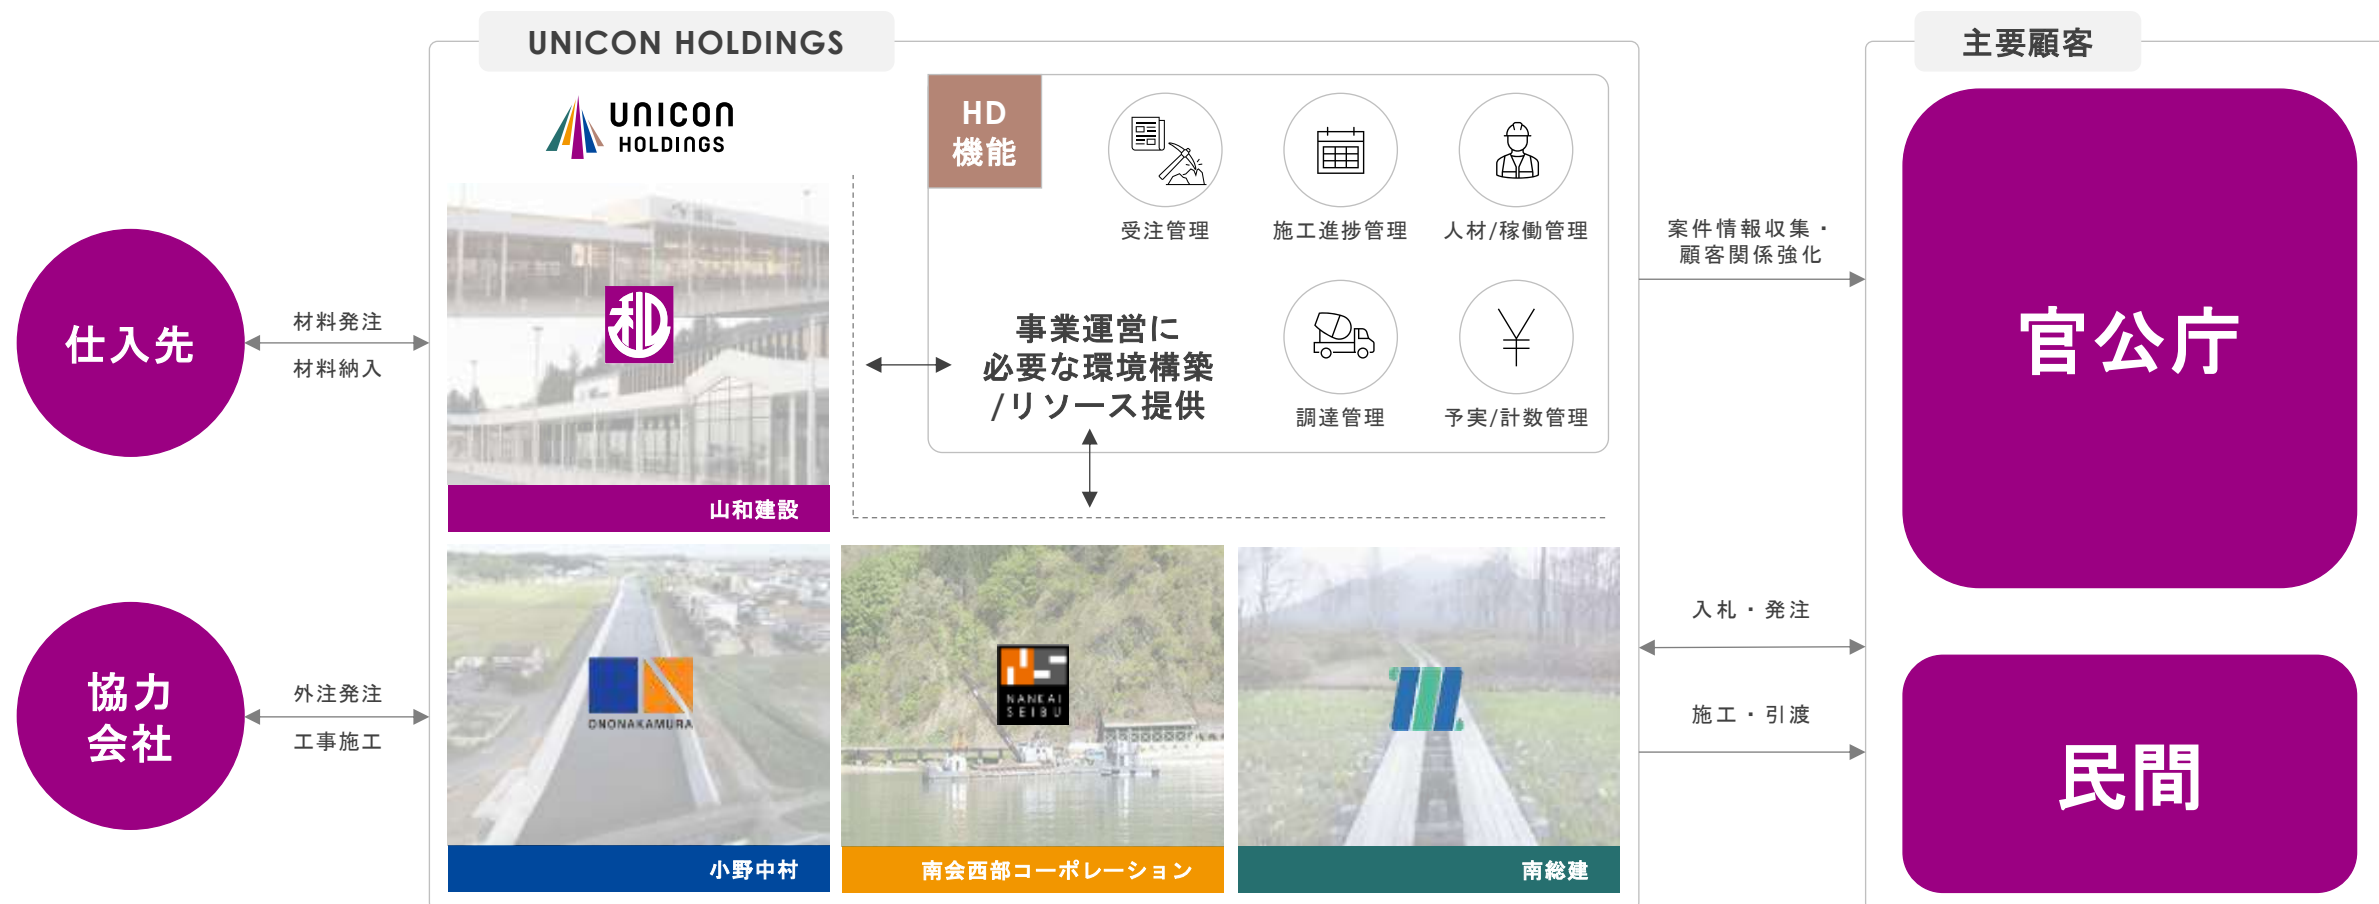 UNICON HOLDINGS
主要顧客
UNICON
HOLDINGS
HD
機能
受注管理
施工進捗管理
人材/稼働管理
事業運営に
必要な環境構築
/リソース提供
調達管理
予実/計数管理
仕入先
材料発注
材料納入
和
山和建設
案件情報収集・
顧客関係強化
官公庁
協力
会社
外注発注
工事施工
ONONAKAMURA
小野中村
NANKAI
SEIBU
南会西部コーポレーション
南総建
入札・発注
施工・引渡
民間